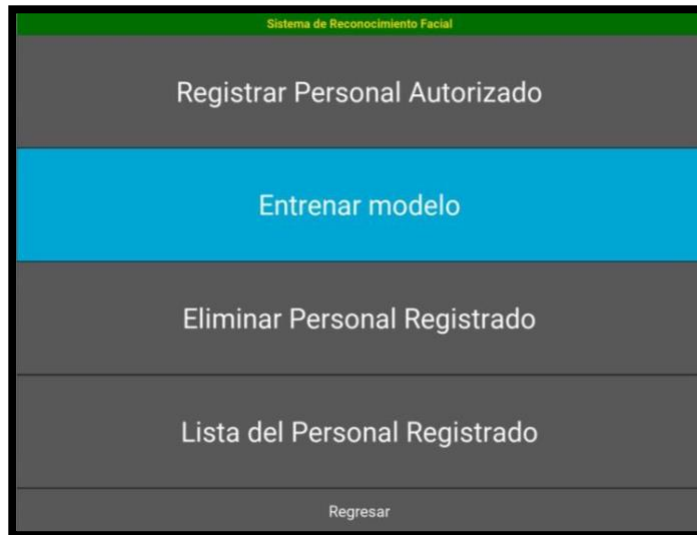 Sistema de Reconocimiento Facial
Registrar Personal Autorizado
Entrenar modelo
Eliminar Personal Registrado
Lista del Personal Registrado
Regresar